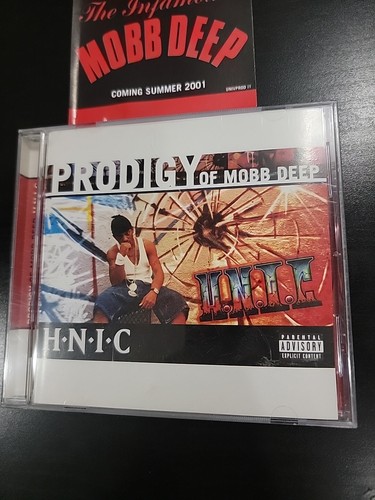 The Infamous
MOBB DEEP
COMING SUMMER 2001
PRODIGY OF MOBB DEEP
H.N.I.C.
H·N·I·C
PARENTAL
ADVISORY
EXPLICIT CONTENT